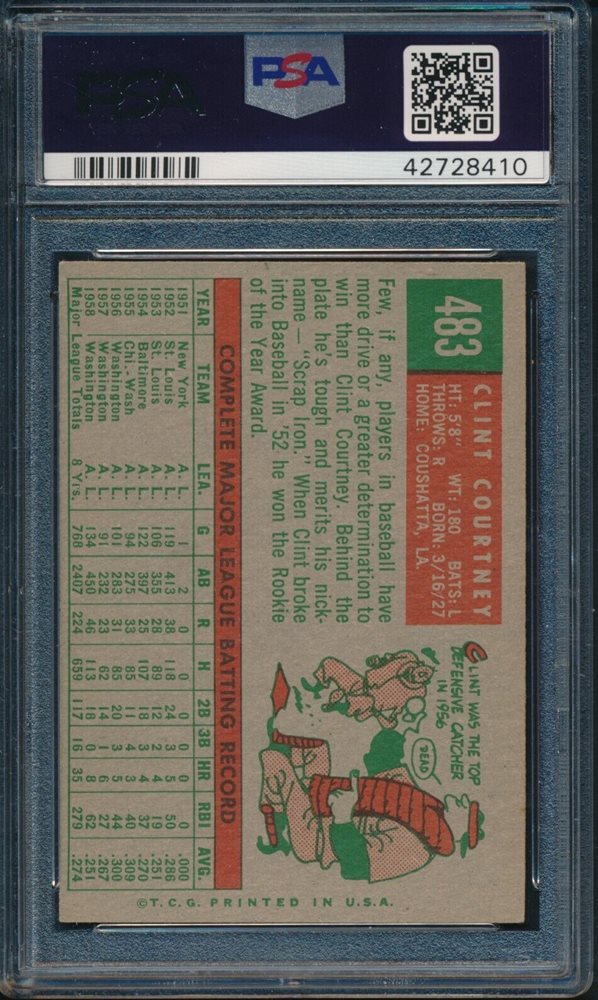 PSA
PSA
42728410
483
CLINT COURTNEY
HT: 5'8" WT: 180 BATS: L
THROWS: R BORN: 3/16/27
HOME: COUSHATTA, LA.
Few, if any, players in baseball have
more drive or a greater determination to
win than Clint Courtney. Behind the
plate he's tough and merits his nick-
name — "Scrap Iron." When Clint broke
into Baseball in '52 he won the Rookie
of the Year Award.
CLINT WAS THE TOP
DEFENSIVE CATCHER
IN 1956
DEAD
COMPLETE MAJOR LEAGUE BATTING RECORD
YEAR TEAM LEA. G AB R H 2B 3B HR RBI AVG.
1951 New York A. L. 1 2 0 0 0 0 0 0 .000
1952 St. Louis A. L. 119 413 38 118 24 3 5 50 .286
1953 St. Louis A. L. 106 355 28 89 12 2 4 19 .251
1954 Baltimore A. L. 122 397 25 107 18 3 4 37 .270
1955 Chi.-Wash A. L. 94 275 33 85 11 4 3 40 .309
1956 Washington A. L. 101 283 31 85 20 3 5 44 .300
1957 Washington A. L. 91 232 23 62 14 1 6 27 .267
1958 Washington A. L. 134 450 46 113 18 0 8 62 .251
Major League Totals 8 Yrs. 768 2407 224 659 117 16 35 279 .274
©T.C.G. PRINTED IN U.S.A.